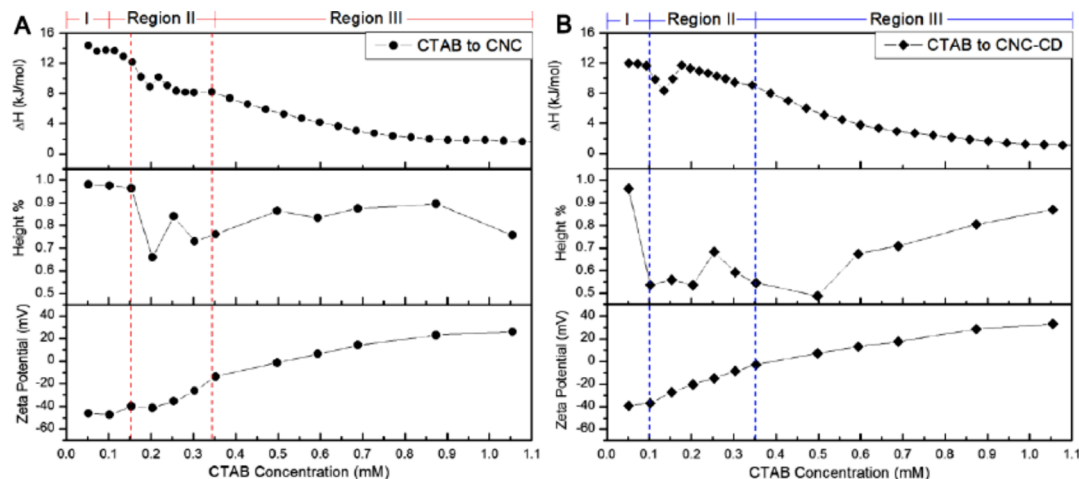 A
I
Region II
Region III
CTAB to CNC
ΔH (kJ/mol)
16
12
8
4
0
Height %
1.0
0.9
0.8
0.7
0.6
0.5
Zeta Potential (mV)
40
20
0
-20
-40
-60
0.0 0.1 0.2 0.3 0.4 0.5 0.6 0.7 0.8 0.9 1.0 1.1
CTAB Concentration (mM)
B
I
Region II
Region III
CTAB to CNC-CD
ΔH (kJ/mol)
16
12
8
4
0
Height %
1.0
0.9
0.8
0.7
0.6
0.5
Zeta Potential (mV)
40
20
0
-20
-40
-60
0.0 0.1 0.2 0.3 0.4 0.5 0.6 0.7 0.8 0.9 1.0 1.1
CTAB Concentration (mM)